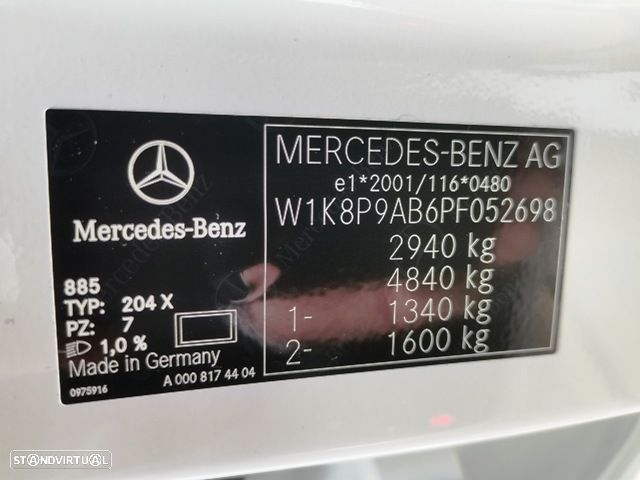 Mercedes-Benz
885
TYP: 204 X
PZ: 7
1,0 %
Made in Germany
0975916
A 000 817 44 04
MERCEDES-BENZ AG
e1*2001/116*0480
W1K8P9AB6PF052698
2940 kg
4840 kg
1- 1340 kg
2- 1600 kg
STANDVIRTUAL